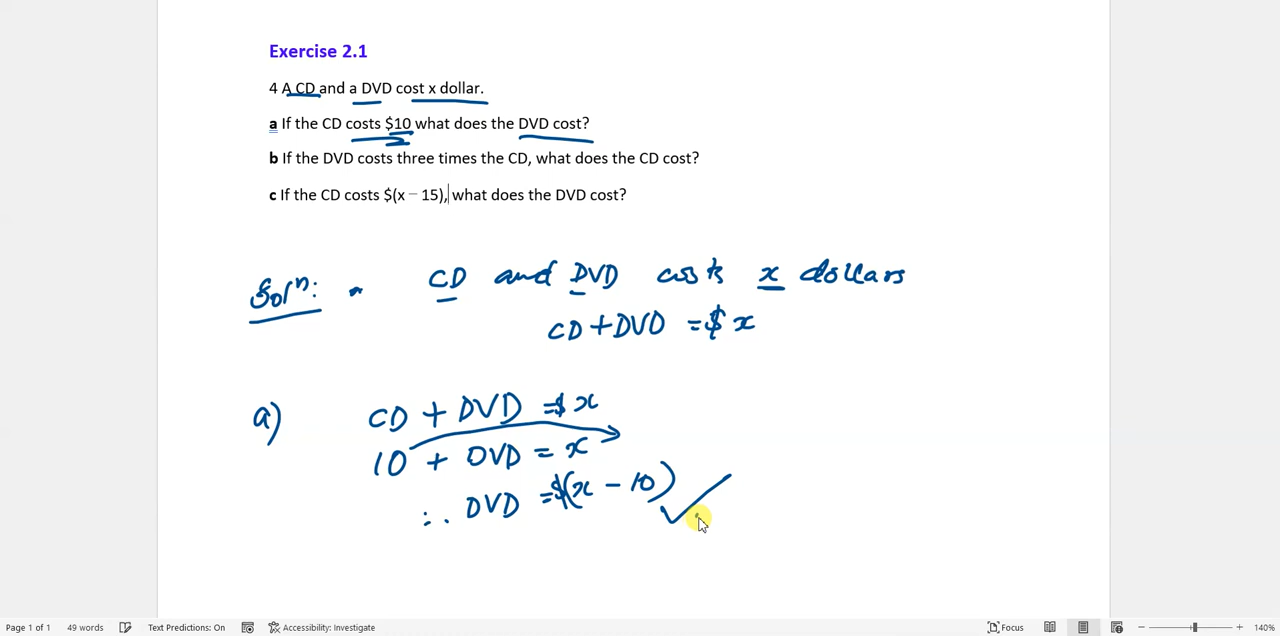 Exercise 2.1
4 A CD and a DVD cost x dollar.
a If the CD costs $10 what does the DVD cost?
b If the DVD costs three times the CD, what does the CD cost?
c If the CD costs $(x − 15), what does the DVD cost?
Solⁿ: CD and DVD costs x dollars
CD + DVD = $ x
a) CD + DVD = $ x
10 + DVD = x
∴ DVD = $(x − 10)
Page 1 of 1 49 words Text Predictions: On Accessibility: Investigate Focus 140%